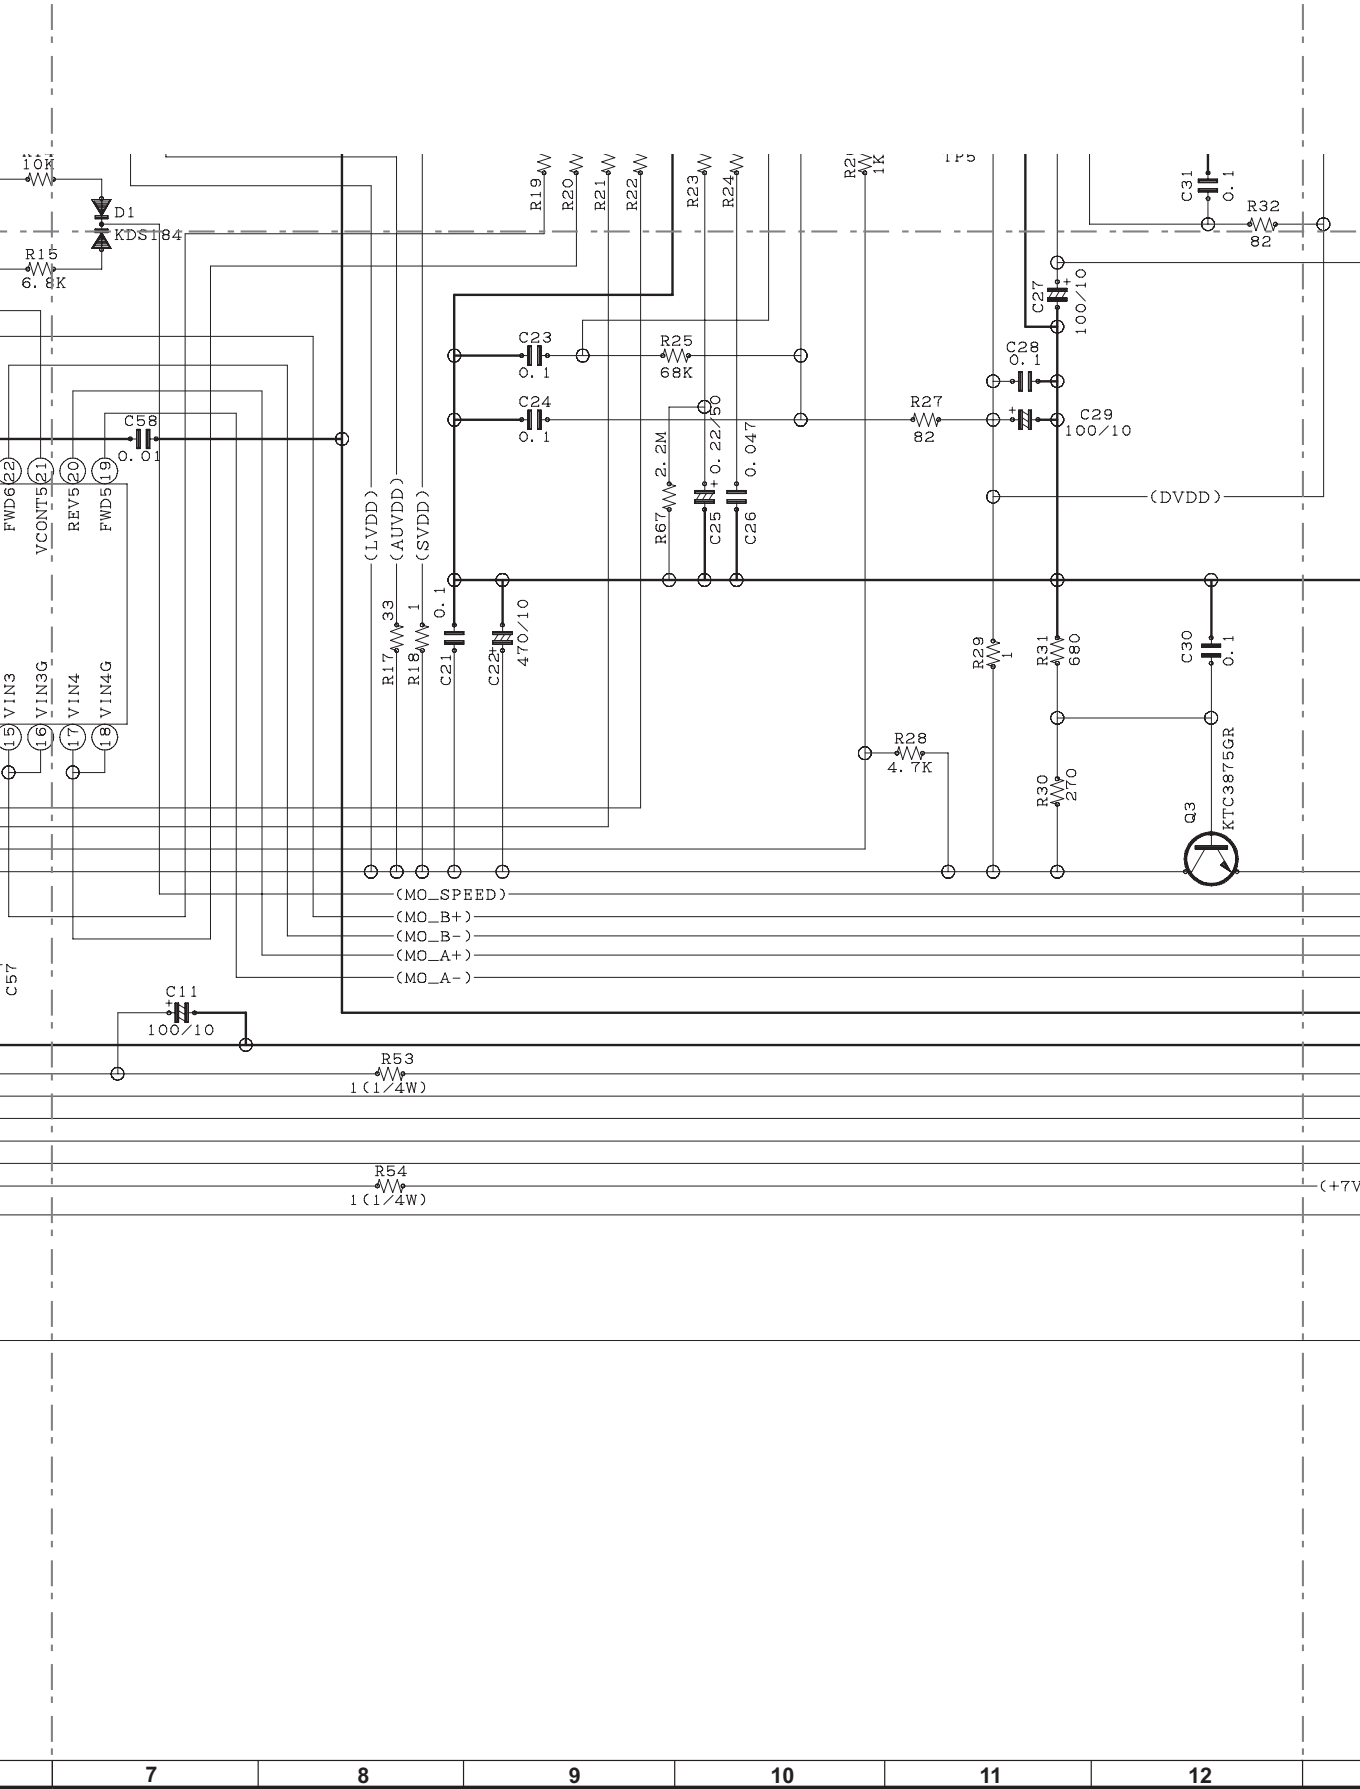 10K
D1
KDS184
R15
6.8K
R19
R20
R21
R22
R23
R24
1K
C31
0.1
R32
82
C27
100/10
C23
0.1
R25
68K
C28
0.1
C58
0.01
C24
0.1
R27
82
C29
100/10
22
21
20
19
FWD6
VCONT5
REV5
FWD5
(LVDD)
(AUVDD)
(SVDD)
R67
2.2M
C25
0.22/50
C26
0.047
(DVDD)
R17
33
R18
1
C21
0.1
C22
470/10
R29
1
R31
680
C30
0.1
VIN3
VIN3G
VIN4
VIN4G
15
16
17
18
R28
4.7K
R30
270
Q3
KTC3875GR
(MO_SPEED)
(MO_B+)
(MO_B-)
(MO_A+)
(MO_A-)
C57
C11
100/10
R53
1(1/4W)
R54
1(1/4W)
(+7V
7
8
9
10
11
12